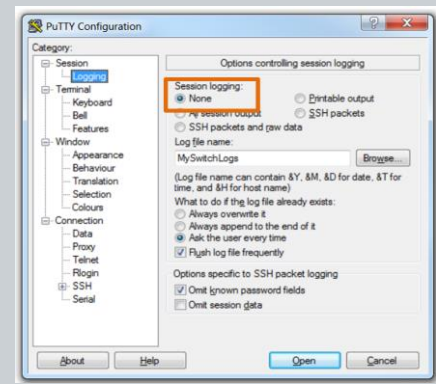 PuTTY Configuration
Category:
Session
Logging
Terminal
Keyboard
Bell
Features
Window
Appearance
Behaviour
Translation
Selection
Colours
Connection
Data
Proxy
Telnet
Rlogin
SSH
Serial
Options controlling session logging
Session logging:
None
Printable output
All session output
SSH packets
SSH packets and raw data
Log file name:
MySwitchLogs
Browse...
(Log file name can contain &Y, &M, &D for date, &T for
time, and &H for host name)
What to do if the log file already exists:
Always overwrite it
Always append to the end of it
Ask the user every time
Flush log file frequently
Options specific to SSH packet logging
Omit known password fields
Omit session data
About
Help
Open
Cancel